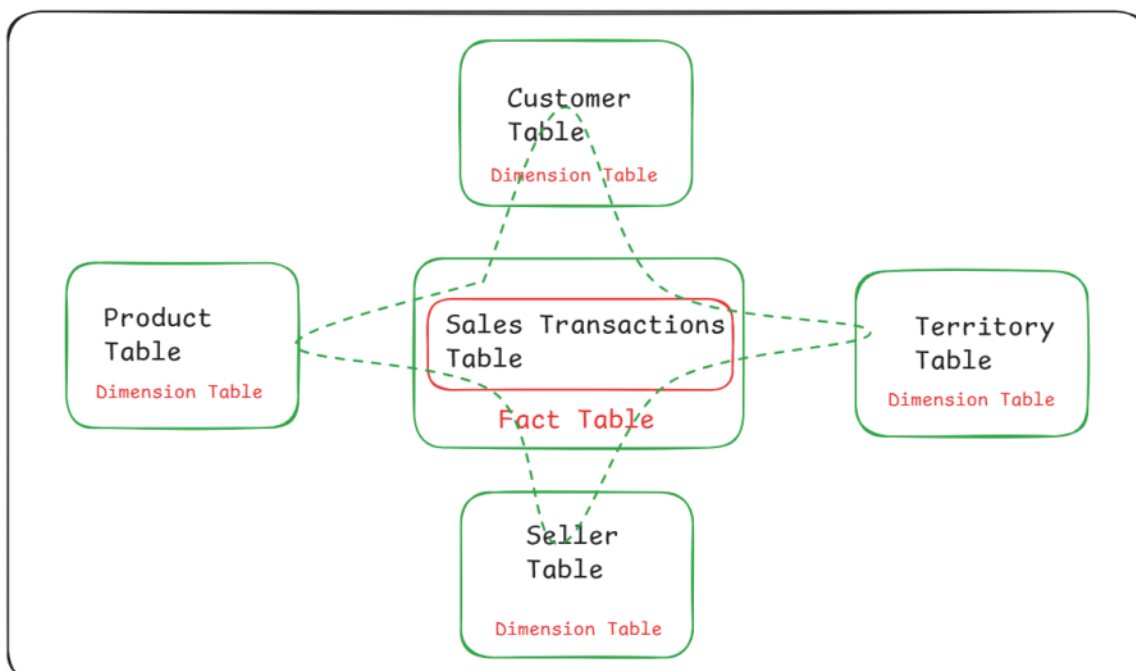 Customer
Table
Dimension Table
Product
Table
Dimension Table
Sales Transactions
Table
Fact Table
Territory
Table
Dimension Table
Seller
Table
Dimension Table